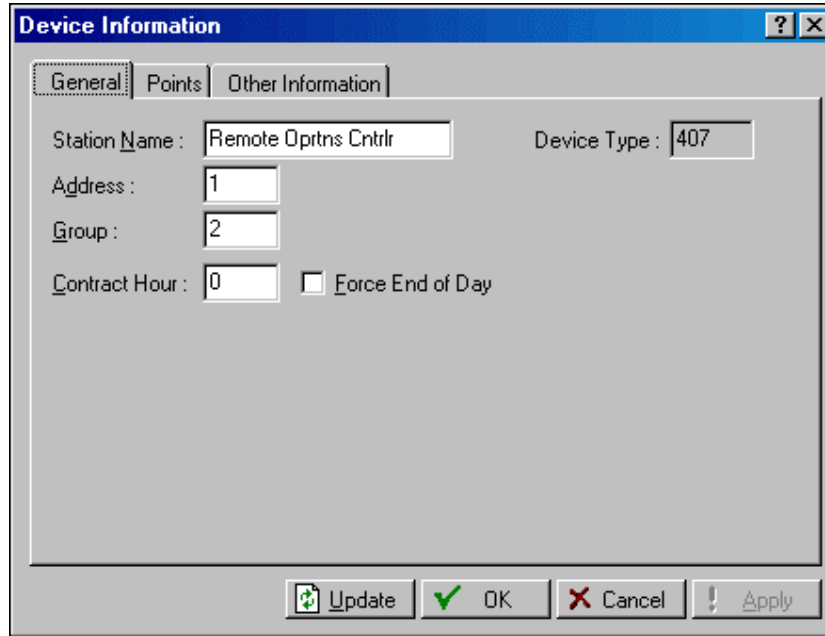 Device Information
General Points Other Information
Station Name : Remote Oprtns Cntrlr Device Type : 407
Address : 1
Group : 2
Contract Hour : 0 Force End of Day
Update OK Cancel Apply